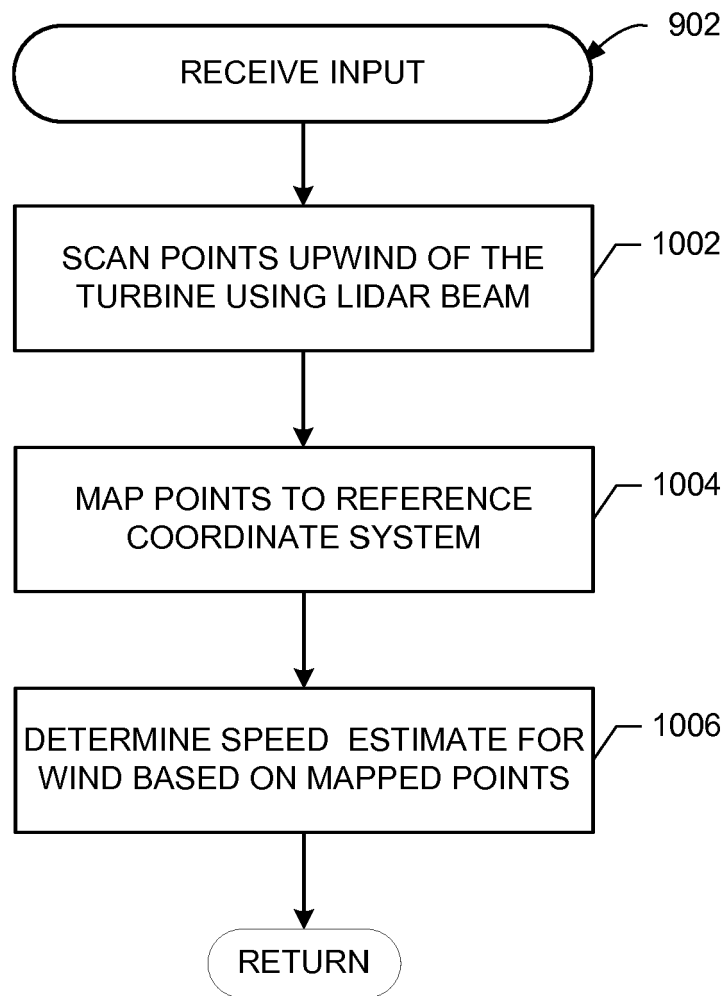 902
RECEIVE INPUT
SCAN POINTS UPWIND OF THE
TURBINE USING LIDAR BEAM
1002
MAP POINTS TO REFERENCE
COORDINATE SYSTEM
1004
DETERMINE SPEED ESTIMATE FOR
WIND BASED ON MAPPED POINTS
1006
RETURN